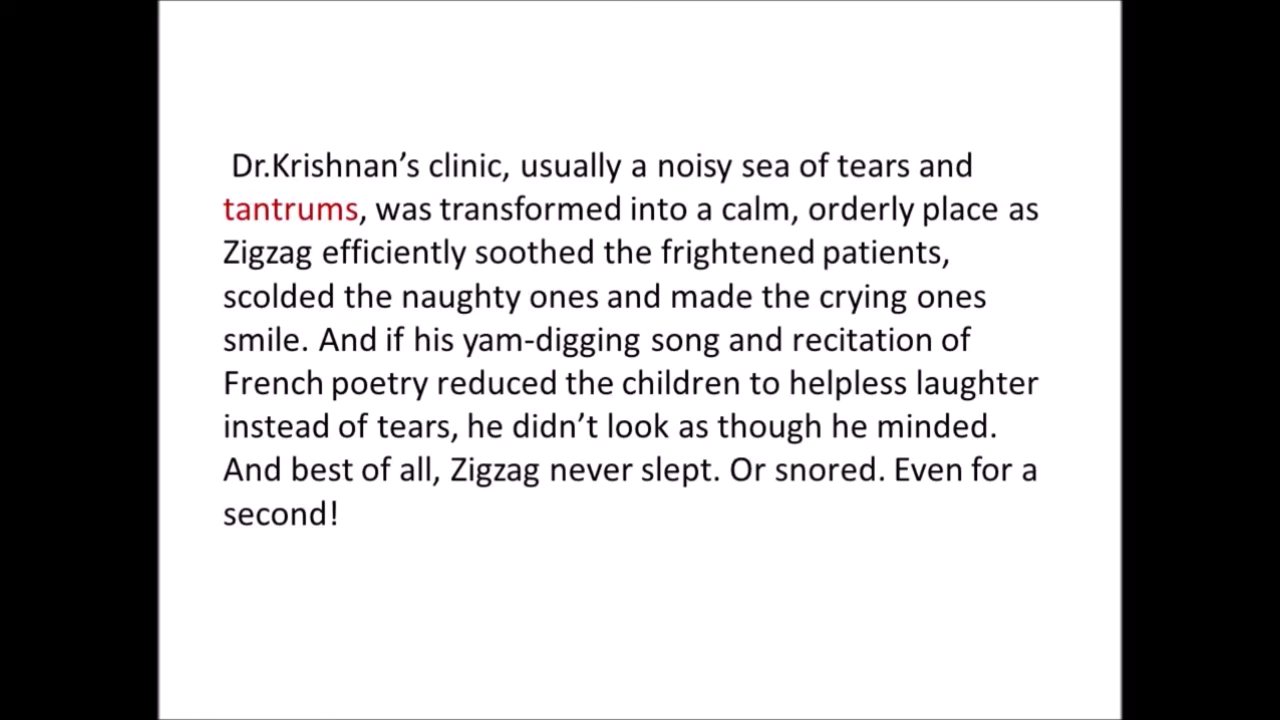 Dr.Krishnan’s clinic, usually a noisy sea of tears and
tantrums, was transformed into a calm, orderly place as
Zigzag efficiently soothed the frightened patients,
scolded the naughty ones and made the crying ones
smile. And if his yam-digging song and recitation of
French poetry reduced the children to helpless laughter
instead of tears, he didn’t look as though he minded.
And best of all, Zigzag never slept. Or snored. Even for a
second!